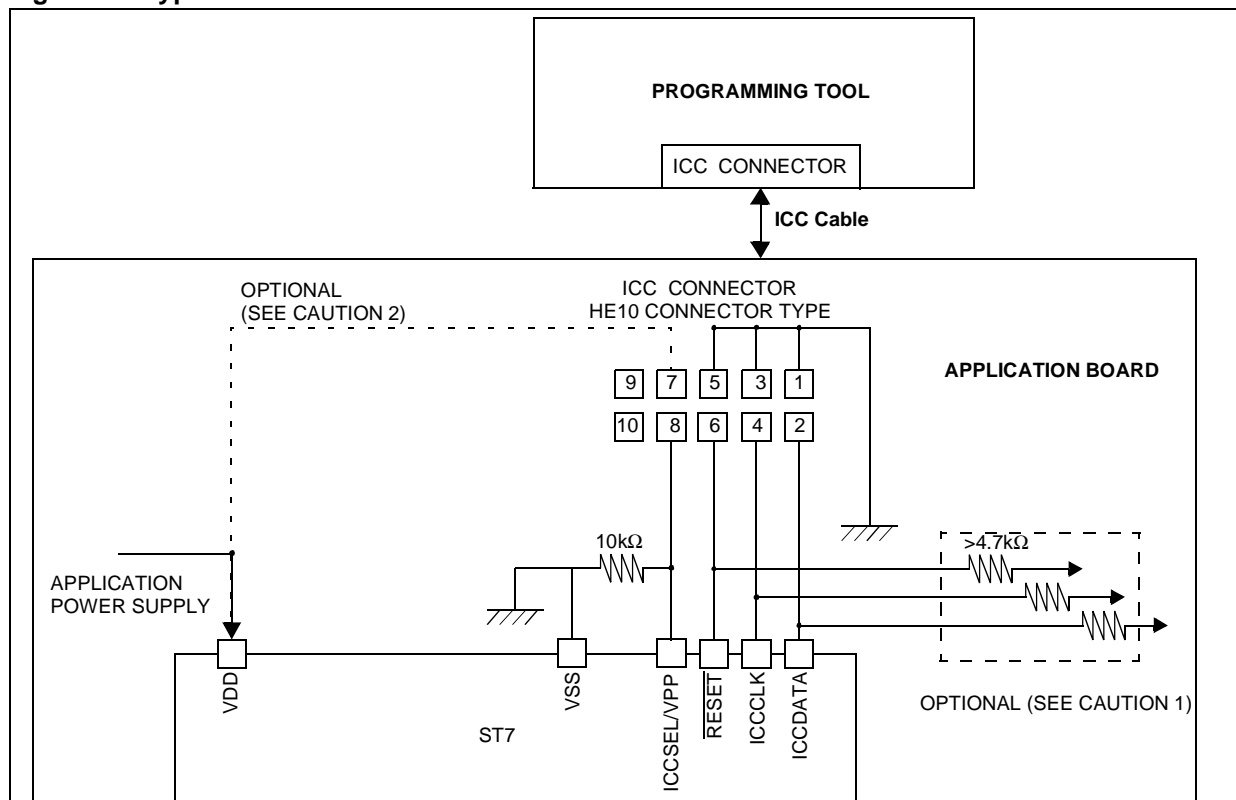 PROGRAMMING TOOL
ICC CONNECTOR
ICC Cable
OPTIONAL
(SEE CAUTION 2)
ICC CONNECTOR
HE10 CONNECTOR TYPE
APPLICATION BOARD
9 7 5 3 1
10 8 6 4 2
10kΩ
>4.7kΩ
APPLICATION
POWER SUPPLY
OPTIONAL (SEE CAUTION 1)
VDD
VSS
ICCSEL/VPP
RESET
ICCCLK
ICCDATA
ST7